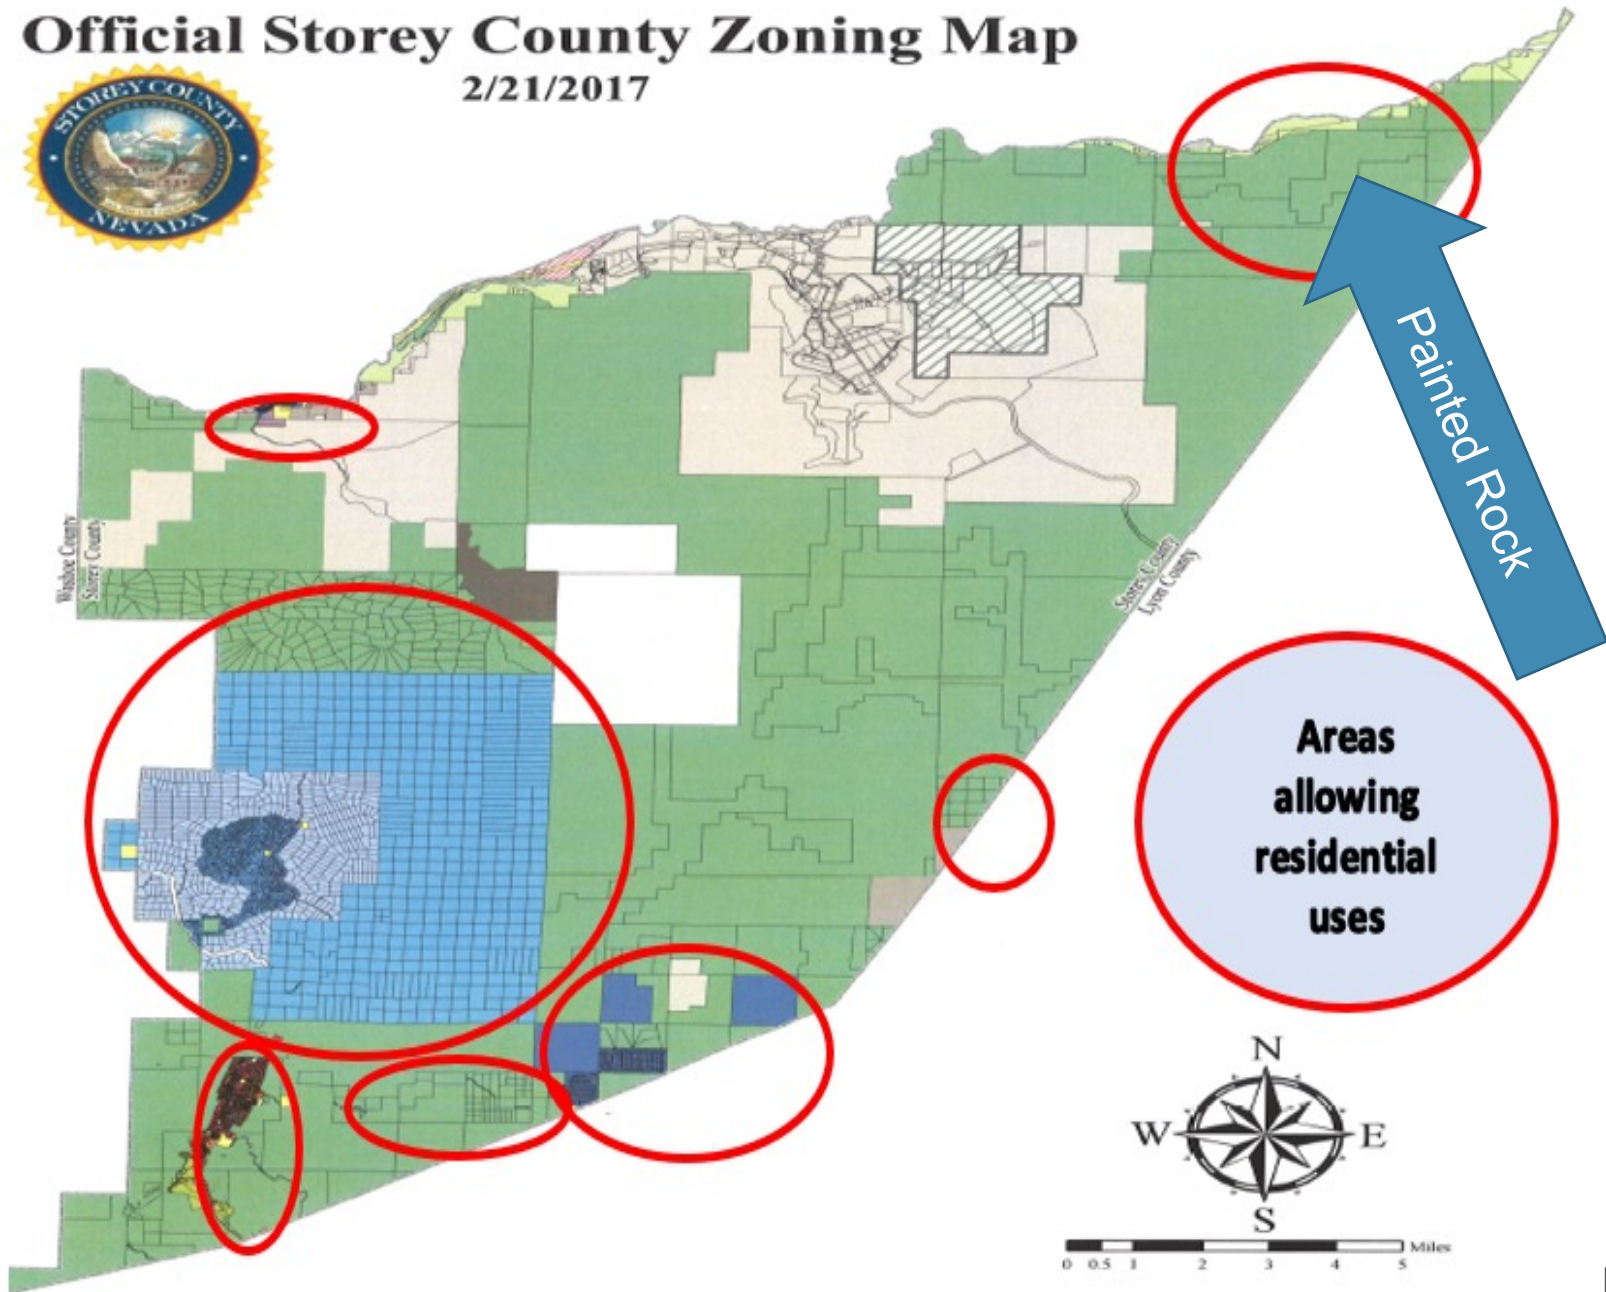 Official Storey County Zoning Map
2/21/2017
STOREY COUNTY
NEVADA
Painted Rock
Washoe County
Storey County
Storey County
Lyon County
Areas
allowing
residential
uses
N
W E
S
0 0.5 1 2 3 4 5 Miles